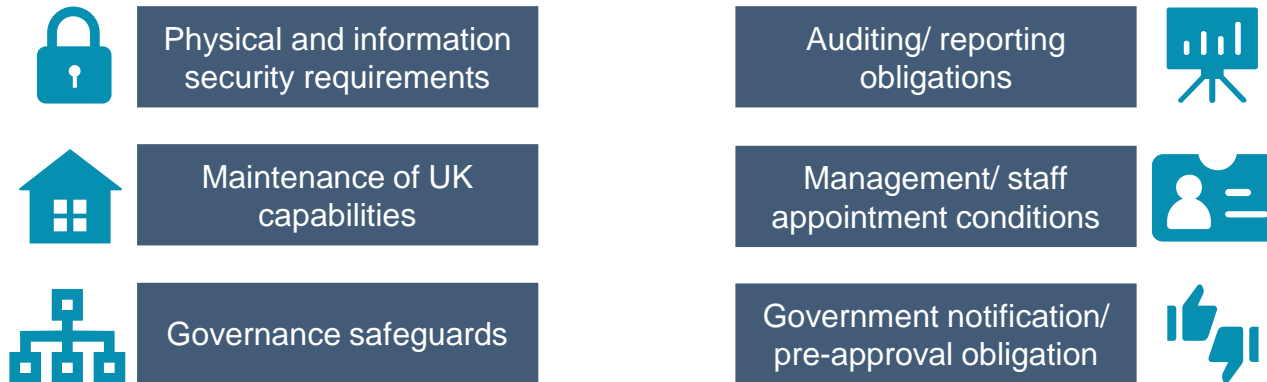 Physical and information
security requirements
Auditing/ reporting
obligations
Maintenance of UK
capabilities
Management/ staff
appointment conditions
Governance safeguards
Government notification/
pre-approval obligation